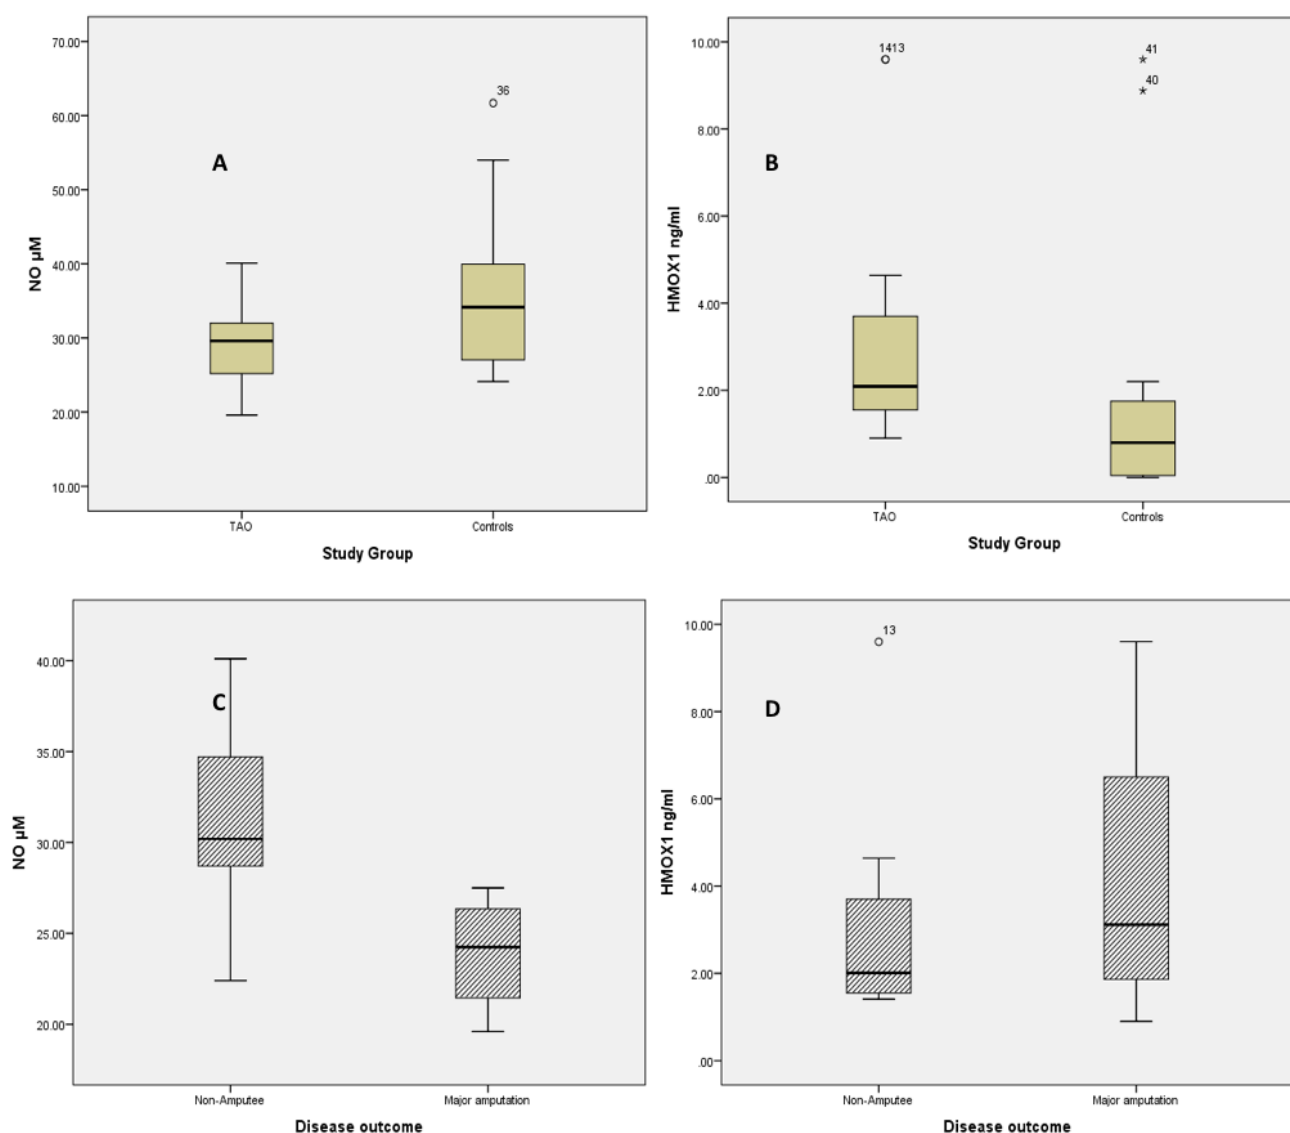 70.00
60.00
50.00
40.00
30.00
20.00
10.00
NO µM
A
36
TAO
Controls
Study Group
10.00
8.00
6.00
4.00
2.00
.00
HMOX1 ng/ml
B
1413
41
40
TAO
Controls
Study Group
40.00
35.00
30.00
25.00
20.00
NO µM
C
Non-Amputee
Major amputation
Disease outcome
10.00
8.00
6.00
4.00
2.00
.00
HMOX1 ng/ml
D
13
Non-Amputee
Major amputation
Disease outcome